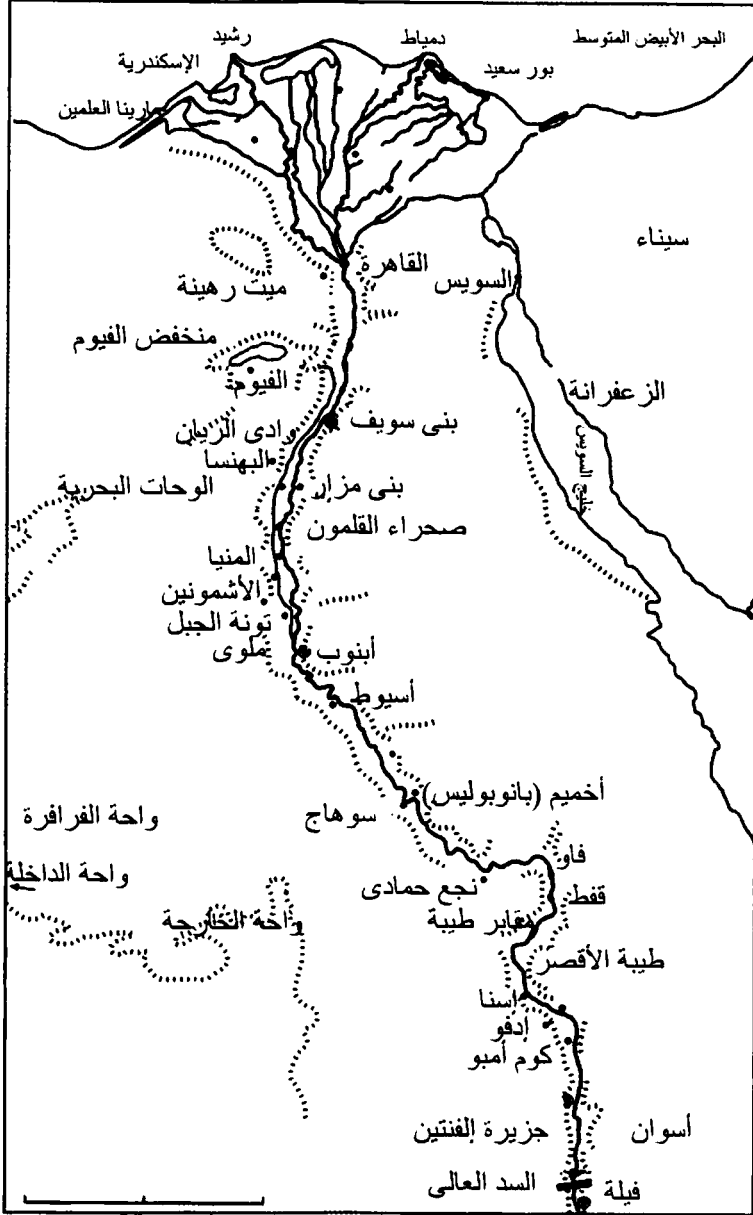 البحر الأبيض المتوسط
دمياط
رشيد
بور سعيد
الإسكندرية
مارينا العلمين
سيناء
القاهرة
السويس
ميت رهينة
منخفض الفيوم
الفيوم
الزعفرانة
بنى سويف
وادى الريان
البهنسا
خليج السويس
بنى مزار
الوحات البحرية
صحراء القلمون
المنيا
الأشمونين
تونة الجبل
ملوى
أبنوب
أسيوط
أخميم (بانوبوليس)
سوهاج
واحة الفرافرة
فاو
واحة الداخلة
نجع حمادى
قفط
مقابر طيبة
واحة الخارجة
طيبة الأقصر
اسنا
إدفو
كوم أمبو
أسوان
جزيرة إلفنتين
السد العالى
فيلة